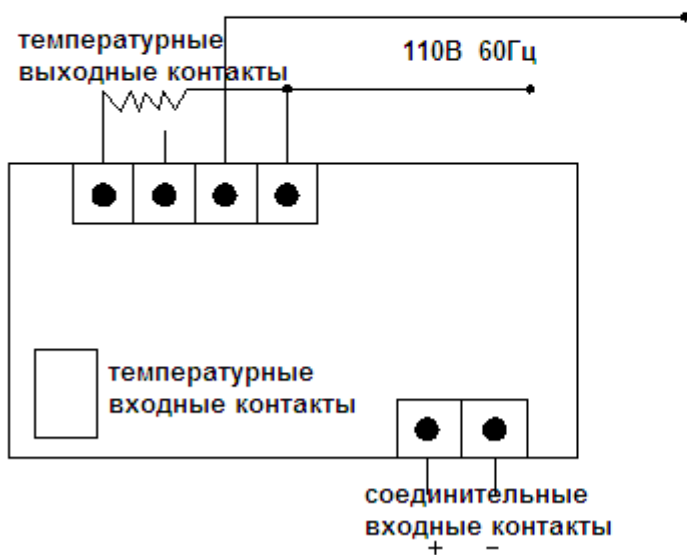 температурные
выходные контакты
110В 60Гц
температурные
входные контакты
соединительные
входные контакты
+ -